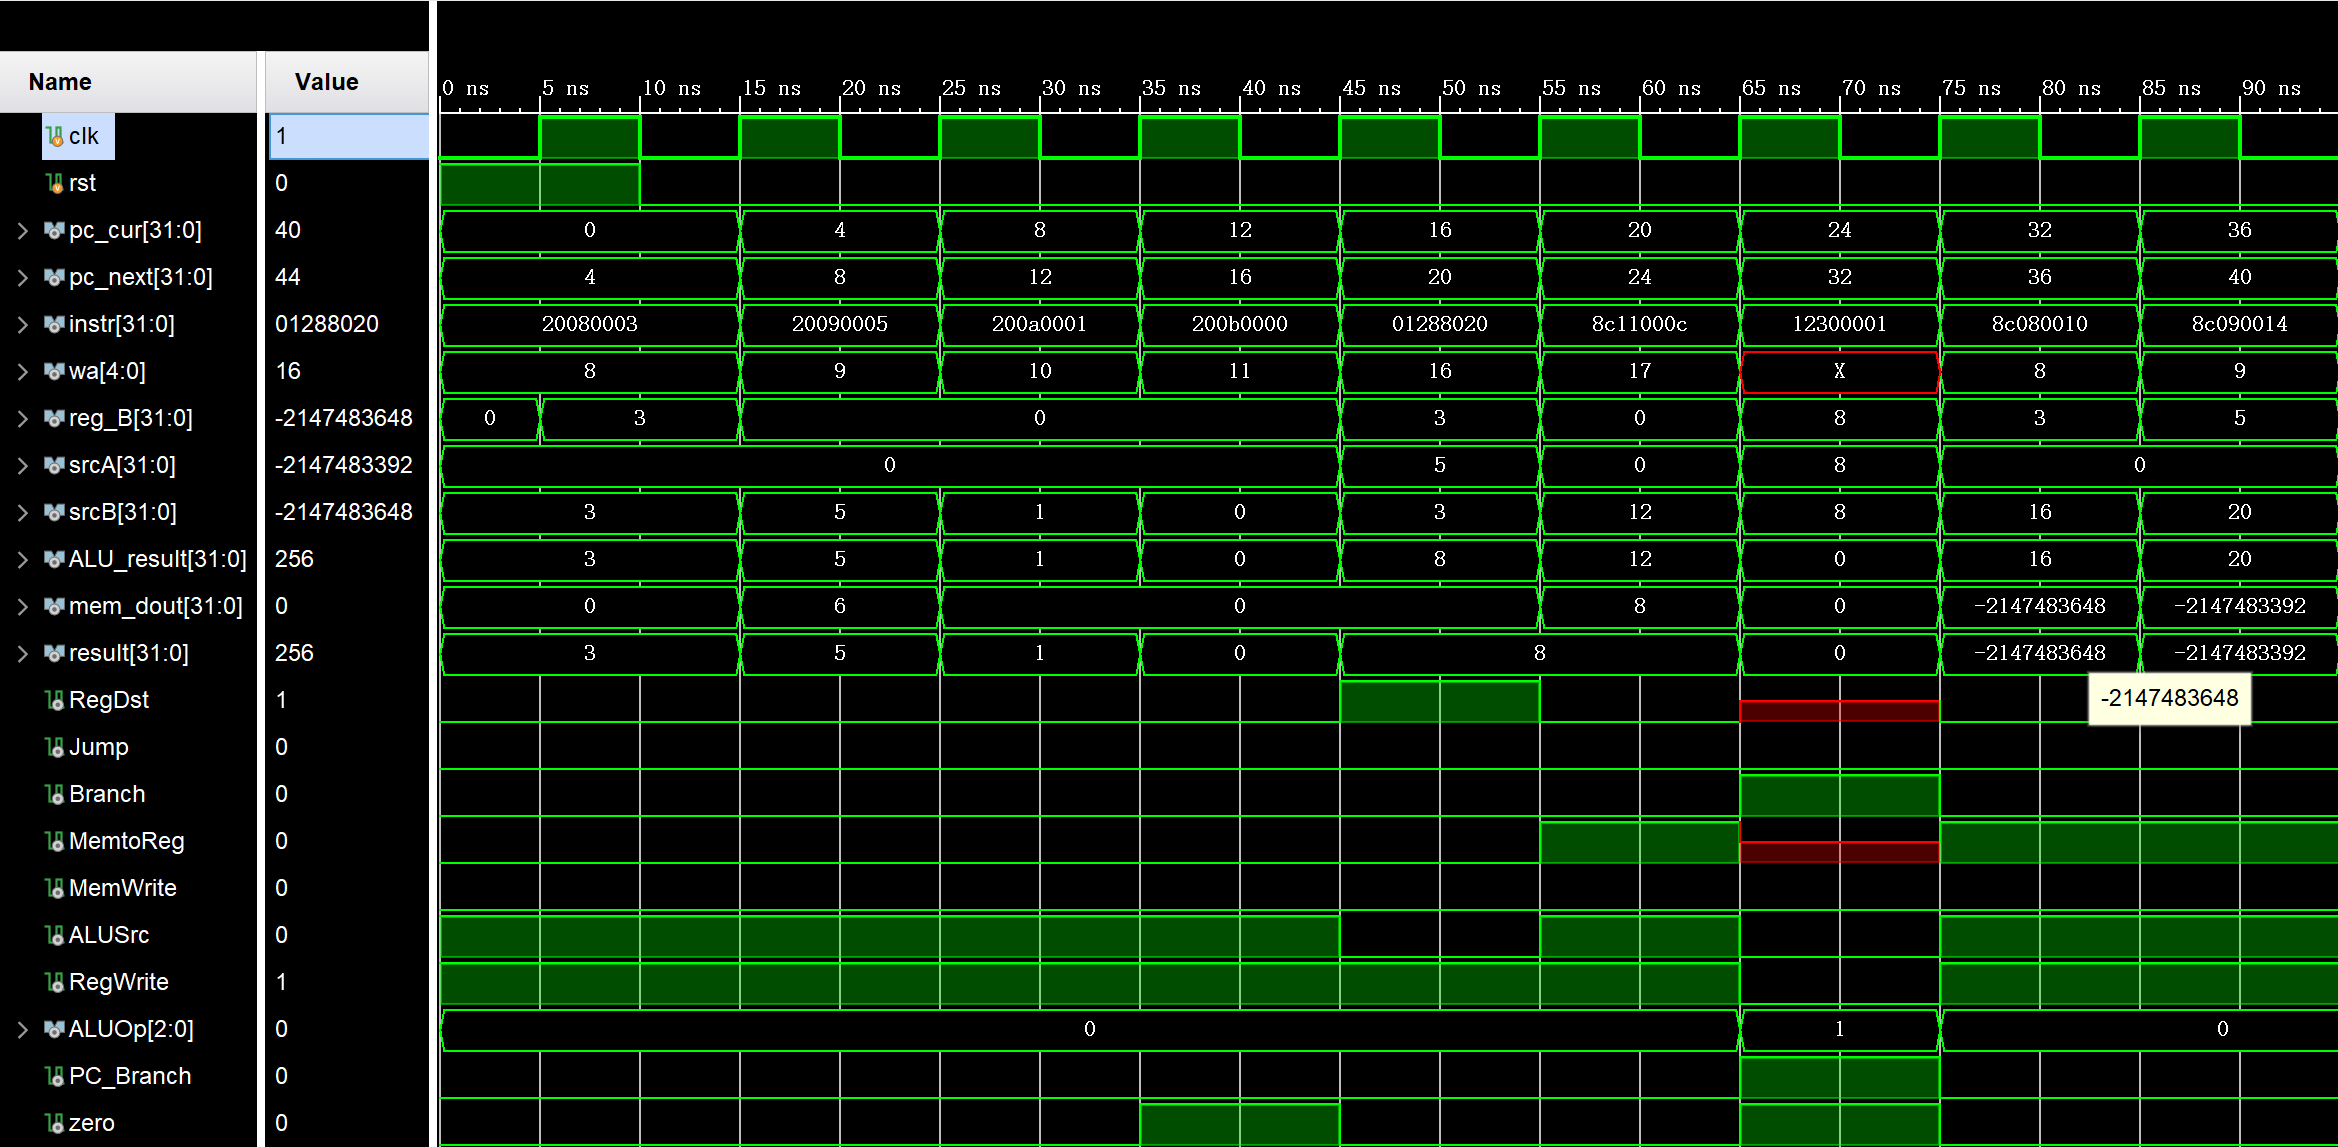 Name Value
0 ns 5 ns 10 ns 15 ns 20 ns 25 ns 30 ns 35 ns 40 ns 45 ns 50 ns 55 ns 60 ns 65 ns 70 ns 75 ns 80 ns 85 ns 90 ns
clk 1
rst 0
pc_cur[31:0] 40 0 4 8 12 16 20 24 32 36
pc_next[31:0] 44 4 8 12 16 20 24 32 36 40
instr[31:0] 01288020 20080003 20090005 200a0001 200b0000 01288020 8c11000c 12300001 8c080010 8c090014
wa[4:0] 16 8 9 10 11 16 17 X 8 9
reg_B[31:0] -2147483648 0 3 0 3 0 8 3 5
srcA[31:0] -2147483392 0 5 0 8 0
srcB[31:0] -2147483648 3 5 1 0 3 12 8 16 20
ALU_result[31:0] 256 3 5 1 0 8 12 0 16 20
mem_dout[31:0] 0 0 6 0 8 0 -2147483648 -2147483392
result[31:0] 256 3 5 1 0 8 0 -2147483648 -2147483392
RegDst 1 -2147483648
Jump 0
Branch 0
MemtoReg 0
MemWrite 0
ALUSrc 0
RegWrite 1
ALUOp[2:0] 0 0 1 0
PC_Branch 0
zero 0